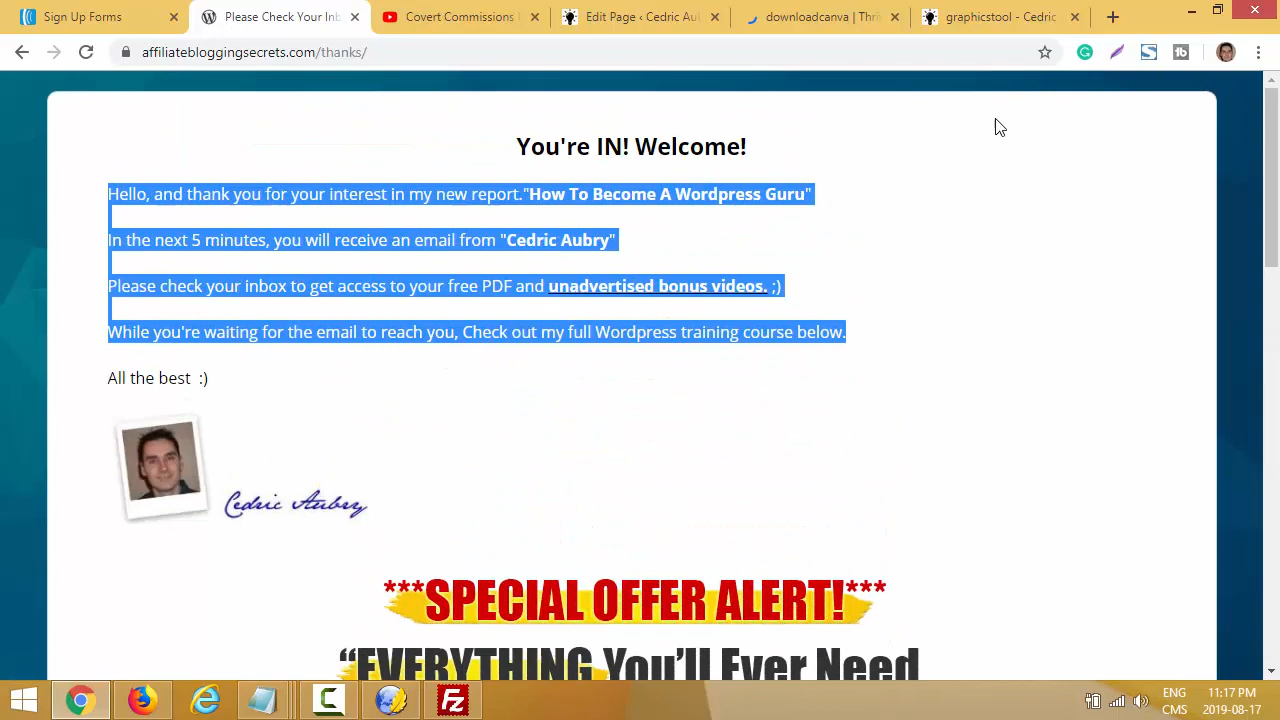 Sign Up Forms
Please Check Your Inb
Covert Commissions
Edit Page ‹ Cedric Au
downloadcanva | Thri
graphicstool - Cedric
affiliatebloggingsecrets.com/thanks/
You're IN! Welcome!
Hello, and thank you for your interest in my new report."How To Become A Wordpress Guru"
In the next 5 minutes, you will receive an email from "Cedric Aubry"
Please check your inbox to get access to your free PDF and unadvertised bonus videos. ;)
While you're waiting for the email to reach you, Check out my full Wordpress training course below.
All the best :)
Cedric Aubry
***SPECIAL OFFER ALERT!***
“EVERYTHING You’ll Ever Need
ENG 11:17 PM
CMS 2019-08-17